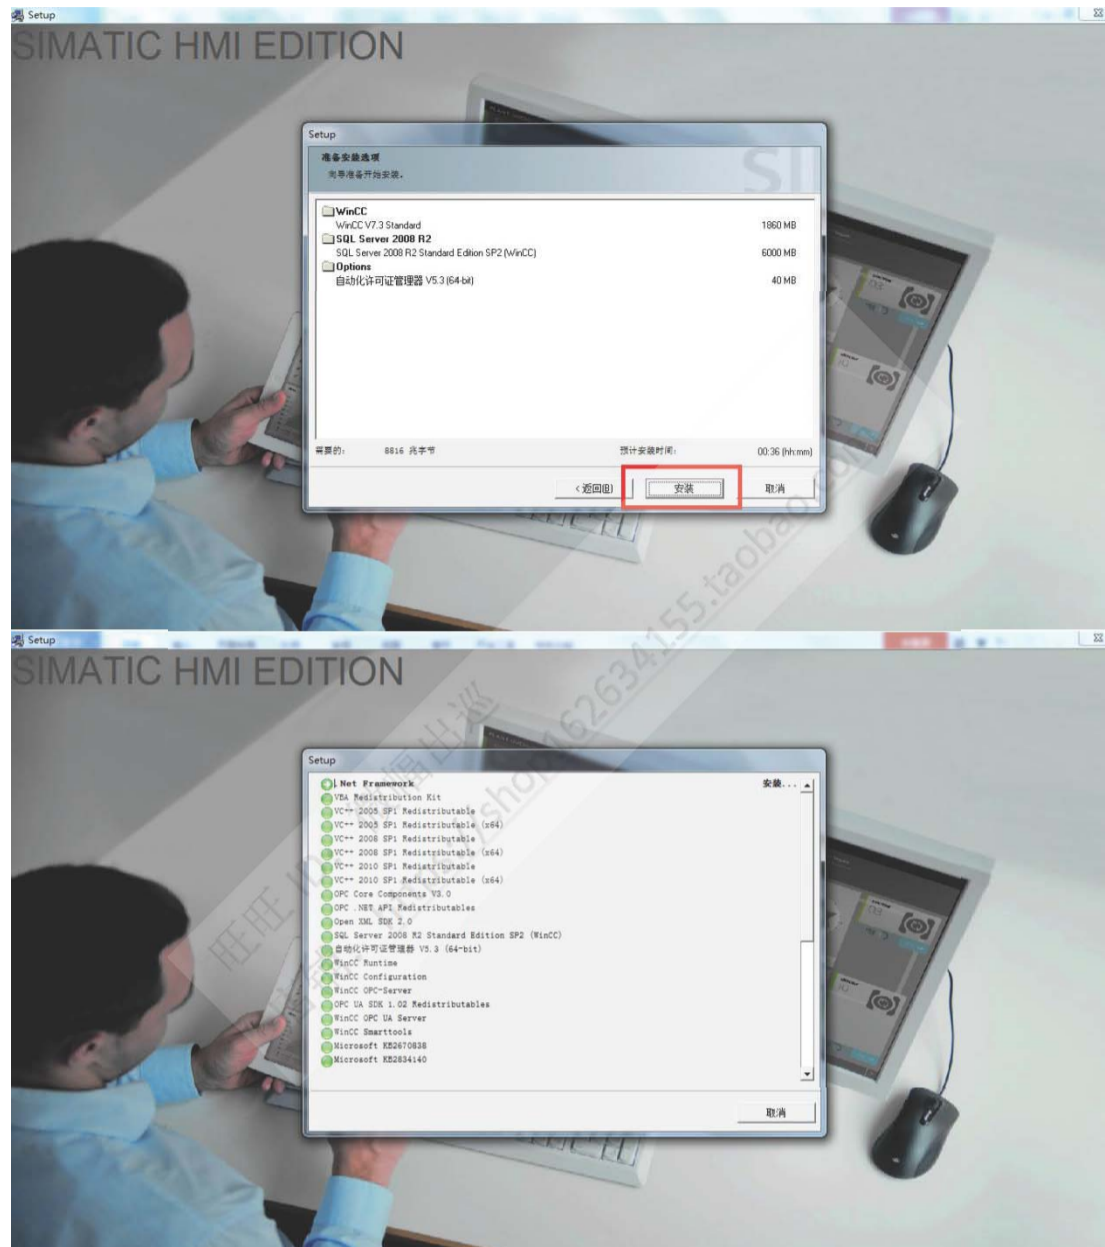 Setup
SIMATIC HMI EDITION
Setup
准备安装选项
向导准备开始安装。
WinCC
WinCC V7.3 Standard 1860 MB
SQL Server 2008 R2
SQL Server 2008 R2 Standard Edition SP2 (WinCC) 6000 MB
Options
自动化许可证管理器 V5.3 (64-bit) 40 MB
需要的: 8816 兆字节 预计安装时间: 00:36 (hh:mm)
<返回(B) 安装 取消
Setup
SIMATIC HMI EDITION
Setup
.Net Framework 安装...
VBA Redistribution Kit
VC++ 2005 SP1 Redistributable
VC++ 2005 SP1 Redistributable (x64)
VC++ 2008 SP1 Redistributable
VC++ 2008 SP1 Redistributable (x64)
VC++ 2010 SP1 Redistributable
VC++ 2010 SP1 Redistributable (x64)
OPC Core Components V3.0
OPC .NET API Redistributables
Open XML SDK 2.0
SQL Server 2008 R2 Standard Edition SP2 (WinCC)
自动化许可证管理器 V5.3 (64-bit)
WinCC Runtime
WinCC Configuration
WinCC OPC-Server
OPC UA SDK 1.02 Redistributables
WinCC OPC UA Server
WinCC Smarttools
Microsoft KB2670838
Microsoft KB2834140
取消